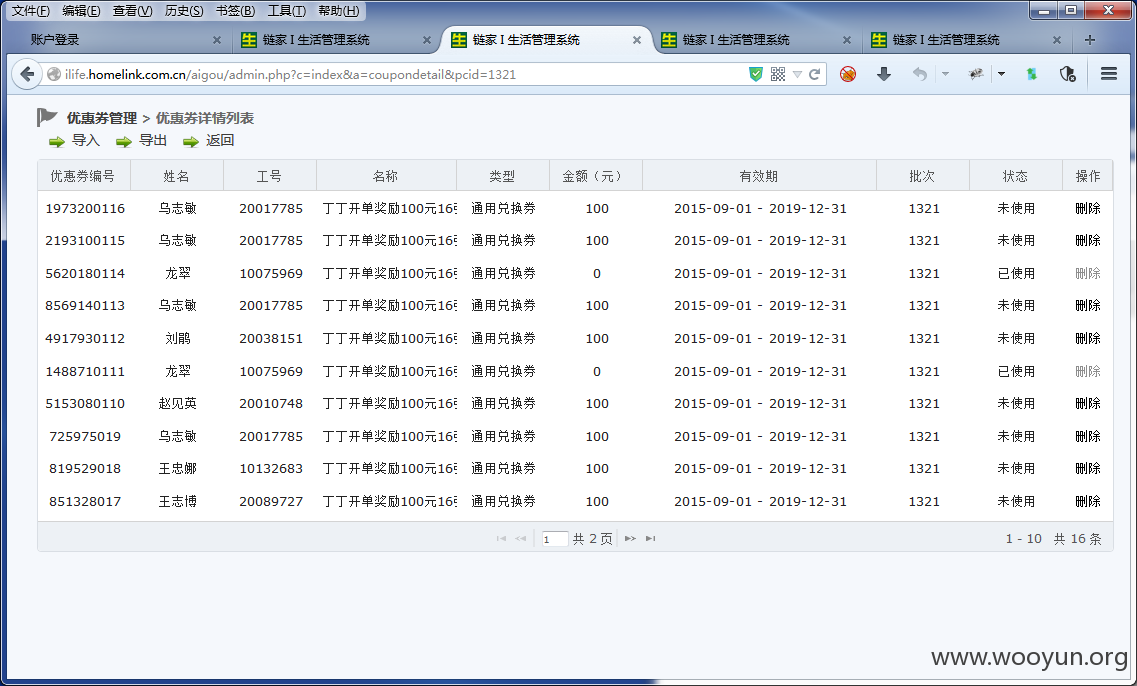 文件(F) 编辑(E) 查看(V) 历史(S) 书签(B) 工具(T) 帮助(H)
账户登录 × 链家 I 生活管理系统 × 链家 I 生活管理系统 × 链家 I 生活管理系统 × 链家 I 生活管理系统 × +
ilife.homelink.com.cn/aigou/admin.php?c=index&a=coupondetail&pcid=1321
优惠券管理 > 优惠券详情列表
导入 导出 返回
优惠券编号 姓名 工号 名称 类型 金额（元） 有效期 批次 状态 操作
1973200116 乌志敏 20017785 丁丁开单奖励100元16 通用兑换券 100 2015-09-01 - 2019-12-31 1321 未使用 删除
2193100115 乌志敏 20017785 丁丁开单奖励100元16 通用兑换券 100 2015-09-01 - 2019-12-31 1321 未使用 删除
5620180114 龙翠 10075969 丁丁开单奖励100元16 通用兑换券 0 2015-09-01 - 2019-12-31 1321 已使用 删除
8569140113 乌志敏 20017785 丁丁开单奖励100元16 通用兑换券 100 2015-09-01 - 2019-12-31 1321 未使用 删除
4917930112 刘鹃 20038151 丁丁开单奖励100元16 通用兑换券 100 2015-09-01 - 2019-12-31 1321 未使用 删除
1488710111 龙翠 10075969 丁丁开单奖励100元16 通用兑换券 0 2015-09-01 - 2019-12-31 1321 已使用 删除
5153080110 赵见英 20010748 丁丁开单奖励100元16 通用兑换券 100 2015-09-01 - 2019-12-31 1321 未使用 删除
725975019 乌志敏 20017785 丁丁开单奖励100元16 通用兑换券 100 2015-09-01 - 2019-12-31 1321 未使用 删除
819529018 王忠娜 10132683 丁丁开单奖励100元16 通用兑换券 100 2015-09-01 - 2019-12-31 1321 未使用 删除
851328017 王志博 20089727 丁丁开单奖励100元16 通用兑换券 100 2015-09-01 - 2019-12-31 1321 未使用 删除
1 共 2 页 1 - 10 共 16 条
www.wooyun.org